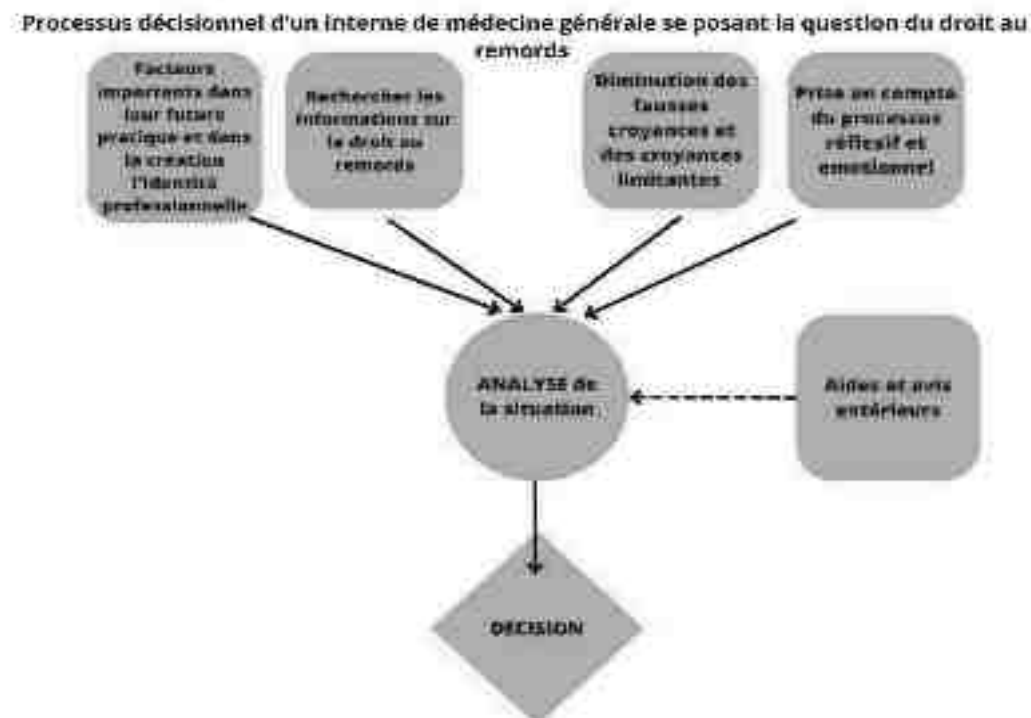 Processus décisionnel d'un interne de médecine générale se posant la question du droit au
remords
Facteurs
importants dans
leur future
pratique et dans
la création
l'identité
professionnelle
Rechercher les
informations sur
le droit au
remords
Diminution des
fausses
croyances et
des croyances
limitantes
Prise en compte
du processus
réflexif et
émotionnel
ANALYSE de
la situation
Aides et avis
extérieurs
DECISION